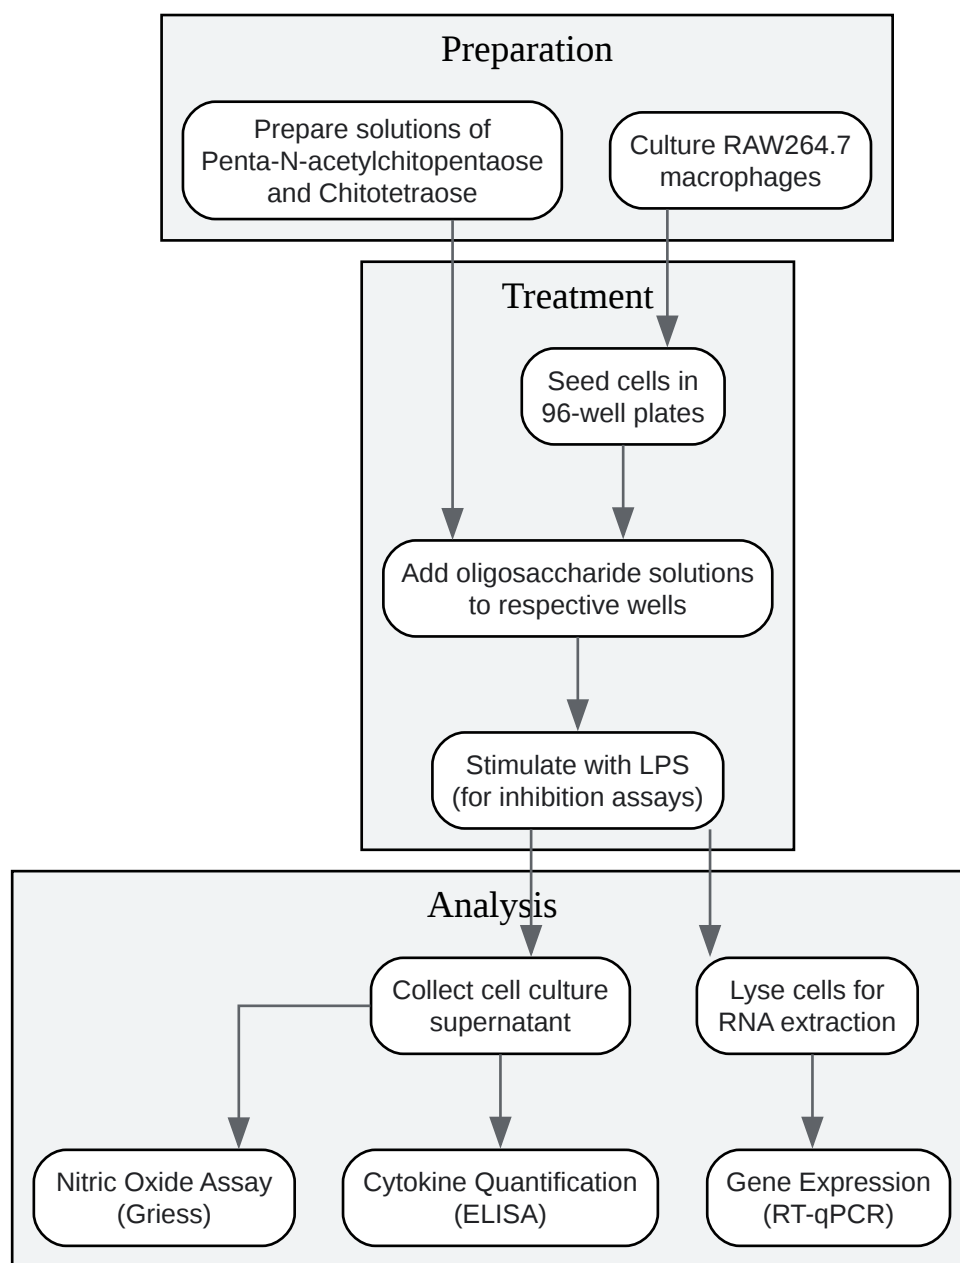 Preparation
Prepare solutions of
Penta-N-acetylchitopentaose
and Chitotetraose
Culture RAW264.7
macrophages
Treatment
Seed cells in
96-well plates
Add oligosaccharide solutions
to respective wells
Stimulate with LPS
(for inhibition assays)
Analysis
Collect cell culture
supernatant
Lyse cells for
RNA extraction
Nitric Oxide Assay
(Griess)
Cytokine Quantification
(ELISA)
Gene Expression
(RT-qPCR)